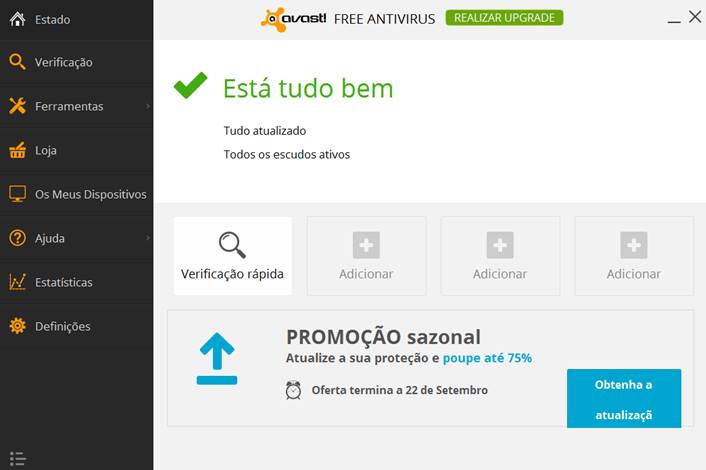 Estado
Verificação
Ferramentas
Loja
Os Meus Dispositivos
Ajuda
Estatísticas
Definições
avast! FREE ANTIVIRUS REALIZAR UPGRADE
Está tudo bem
Tudo atualizado
Todos os escudos ativos
Verificação rápida
Adicionar
Adicionar
Adicionar
PROMOÇÃO sazonal
Atualize a sua proteção e poupe até 75%
Oferta termina a 22 de Setembro
Obtenha a
atualizaçã